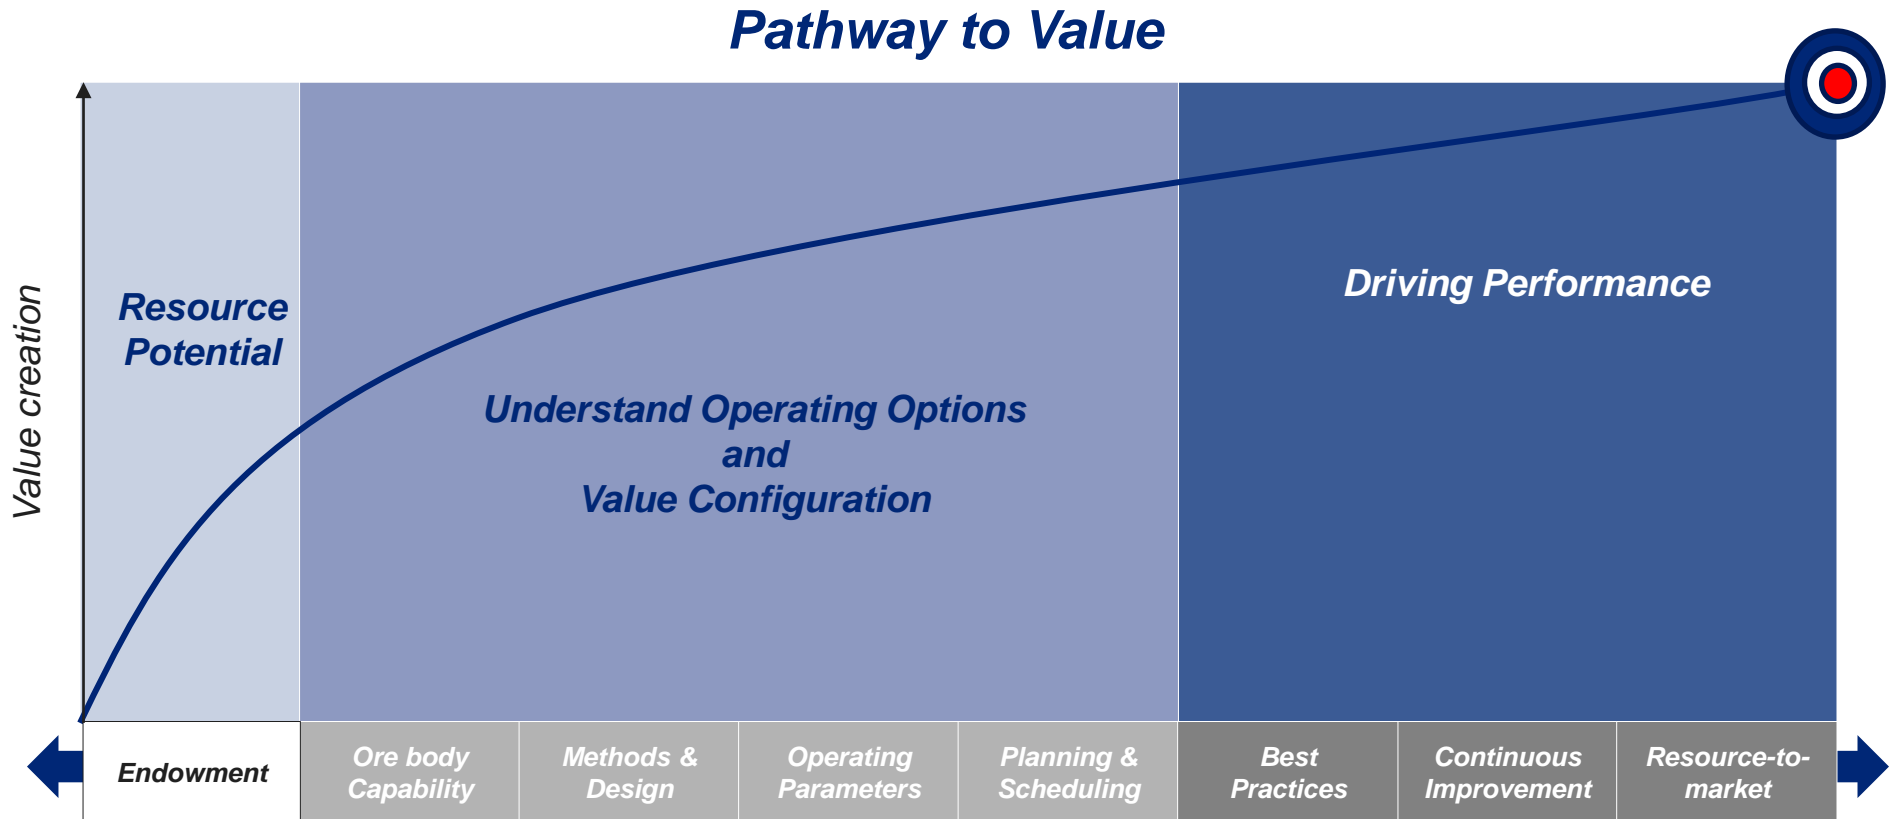 Pathway to Value
Value creation
Resource
Potential
Understand Operating Options
and
Value Configuration
Driving Performance
Endowment
Ore body
Capability
Methods &
Design
Operating
Parameters
Planning &
Scheduling
Best
Practices
Continuous
Improvement
Resource-to-
market